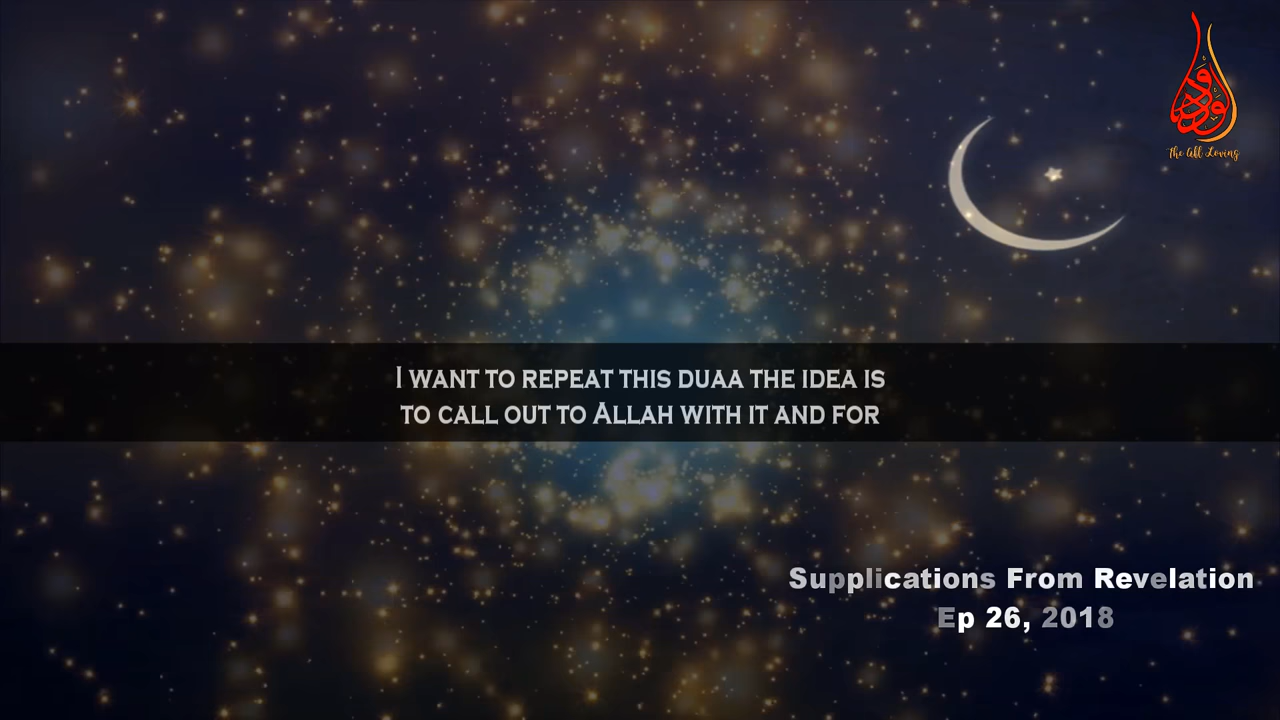 الودود
The All Loving
I WANT TO REPEAT THIS DUAA THE IDEA IS
TO CALL OUT TO ALLAH WITH IT AND FOR
Supplications From Revelation
Ep 26, 2018